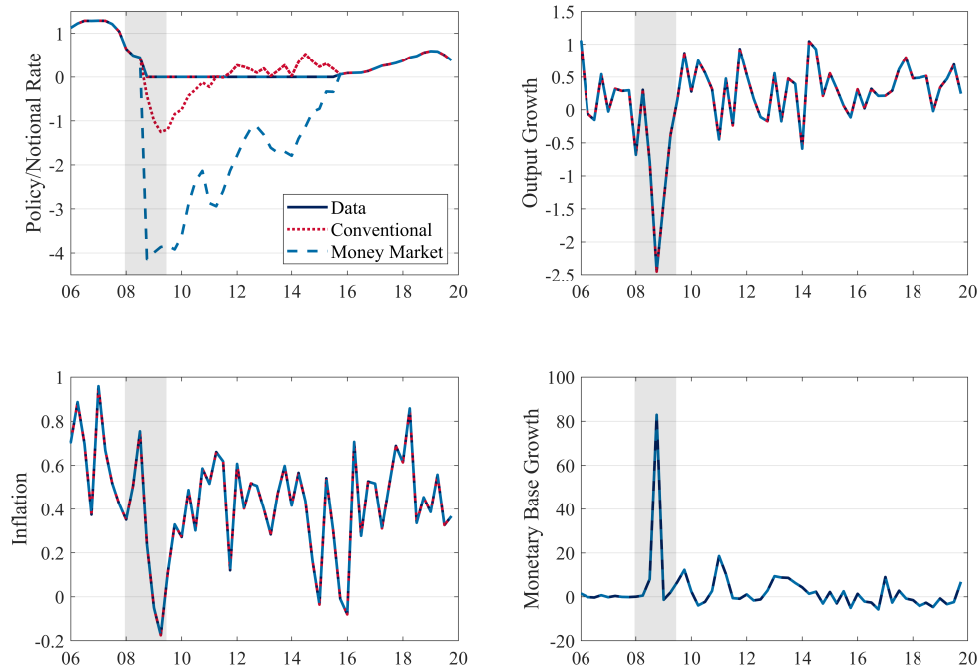 Policy/Notional Rate
1
0
-1
-2
-3
-4
06 08 10 12 14 16 18 20
Data
Conventional
Money Market
Output Growth
1
0.5
0
-0.5
-1
-1.5
-2
-2.5
06 08 10 12 14 16 18 20
Inflation
1
0.8
0.6
0.4
0.2
0
-0.2
06 08 10 12 14 16 18 20
Monetary Base Growth
100
80
60
40
20
0
-20
06 08 10 12 14 16 18 20